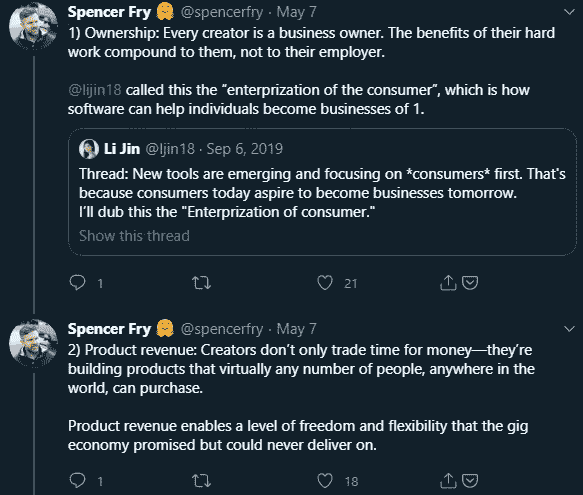 Spencer Fry 🤗 @spencerfry · May 7
1) Ownership: Every creator is a business owner. The benefits of their hard
work compound to them, not to their employer.
@lijin18 called this the “enterprization of the consumer”, which is how
software can help individuals become businesses of 1.
Li Jin @ljin18 · Sep 6, 2019
Thread: New tools are emerging and focusing on *consumers* first. That's
because consumers today aspire to become businesses tomorrow.
I’ll dub this the "Enterprization of consumer."
Show this thread
1 21
Spencer Fry 🤗 @spencerfry · May 7
2) Product revenue: Creators don’t only trade time for money—they’re
building products that virtually any number of people, anywhere in the
world, can purchase.
Product revenue enables a level of freedom and flexibility that the gig
economy promised but could never deliver on.
1 18